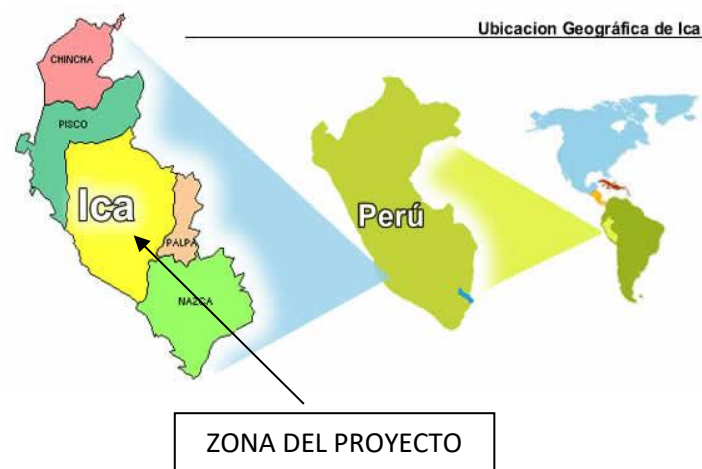 Ubicacion Geográfica de Ica
CHINCHA
PISCO
Ica
PALPA
NAZCA
Perú
ZONA DEL PROYECTO